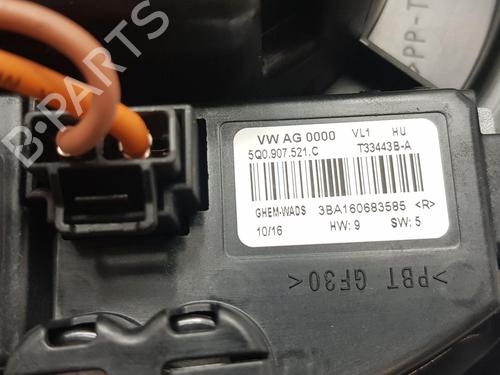 >PP-T
B-PARTS
VW AG 0000 VL1 HU
5Q0.907.521.C T33443B-A
GHEM-WADS 3BA160683585 <R>
10/16 HW: 9 SW: 5
>PBT GF30<